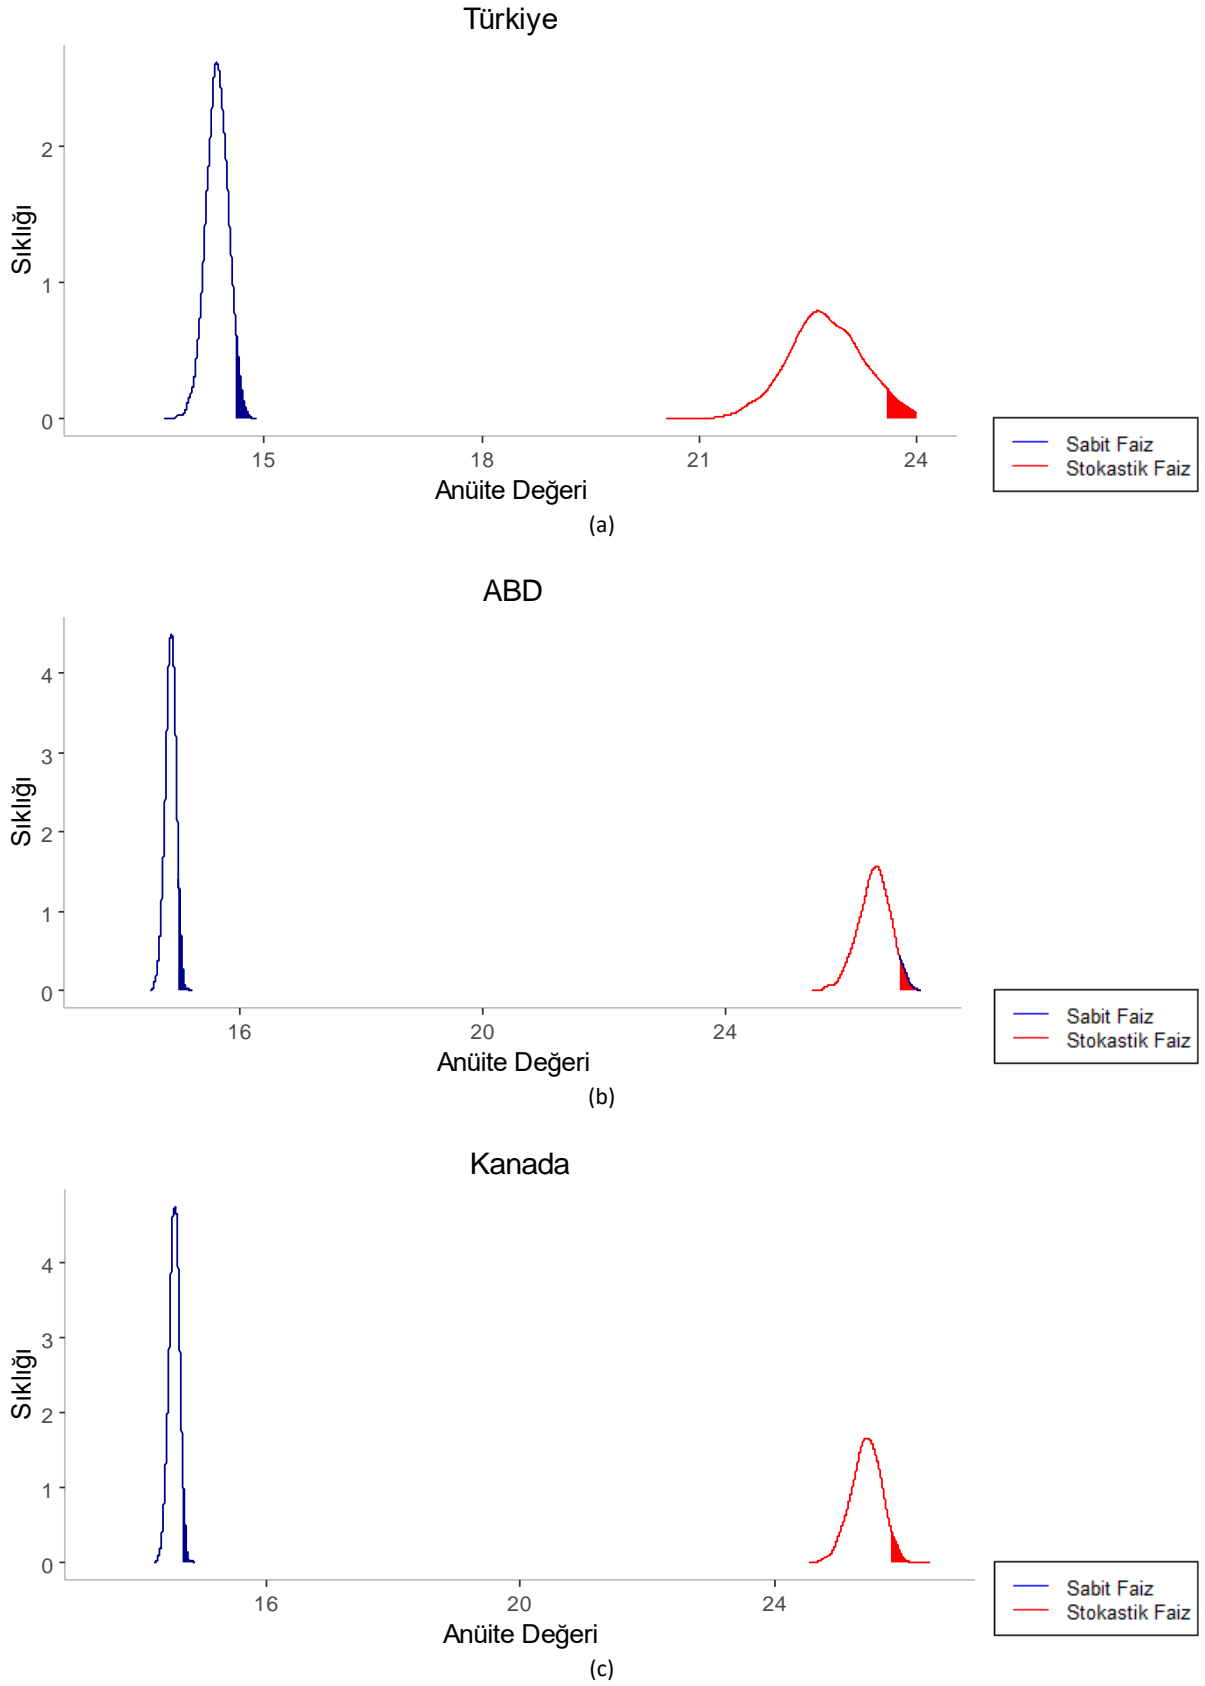 Türkiye
2
1
0
Sıklığı
15 18 21 24
Anüite Değeri
Sabit Faiz
Stokastik Faiz
(a)
ABD
4
3
2
1
0
Sıklığı
16 20 24
Anüite Değeri
Sabit Faiz
Stokastik Faiz
(b)
Kanada
4
3
2
1
0
Sıklığı
16 20 24
Anüite Değeri
Sabit Faiz
Stokastik Faiz
(c)